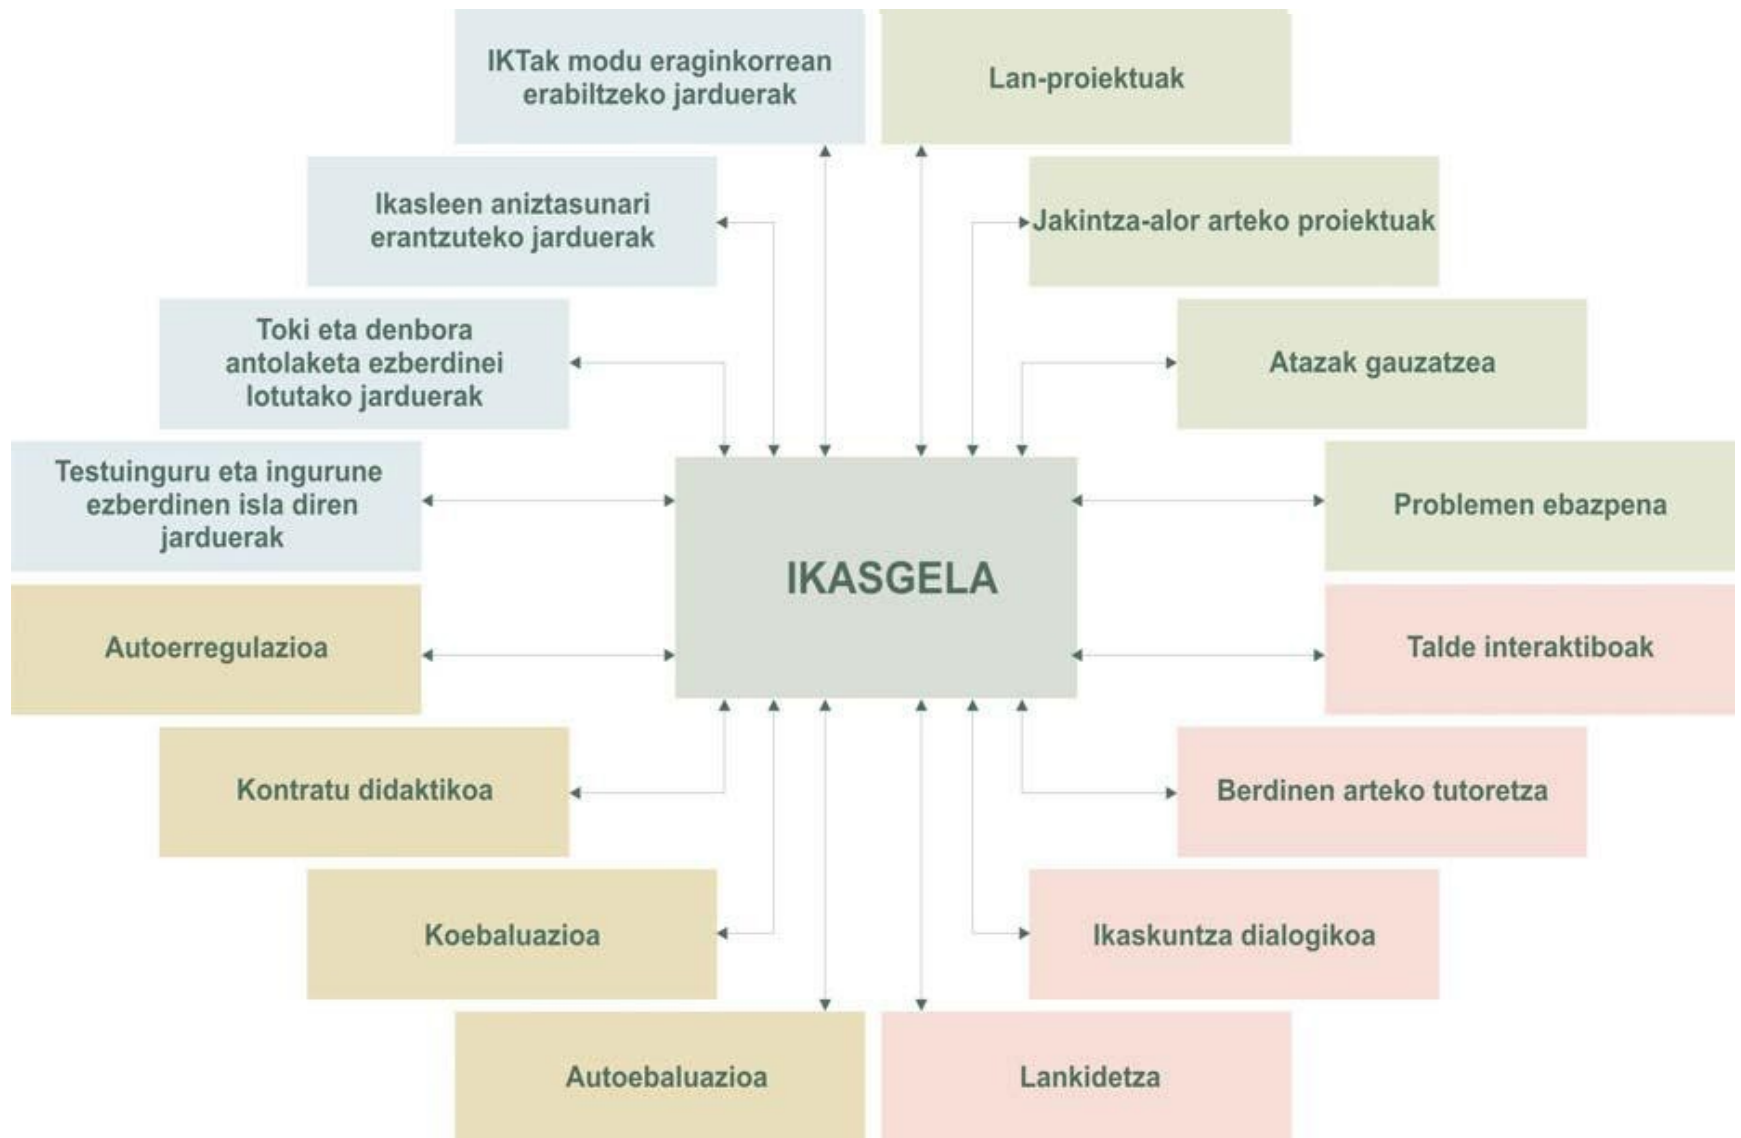 IKTak modu eraginkorrean
erabiltzeko jarduerak
Lan-proiektuak
Ikasleen aniztasunari
erantzuteko jarduerak
Jakintza-alor arteko proiektuak
Toki eta denbora
antolaketa ezberdinei
lotutako jarduerak
Atazak gauzatzea
Testuinguru eta ingurune
ezberdinen isla diren
jarduerak
Problemen ebazpena
IKASGELA
Autoerregulazioa
Talde interaktiboak
Kontratu didaktikoa
Berdinen arteko tutoretza
Koebaluazioa
Ikaskuntza dialogikoa
Autoebaluazioa
Lankidetza